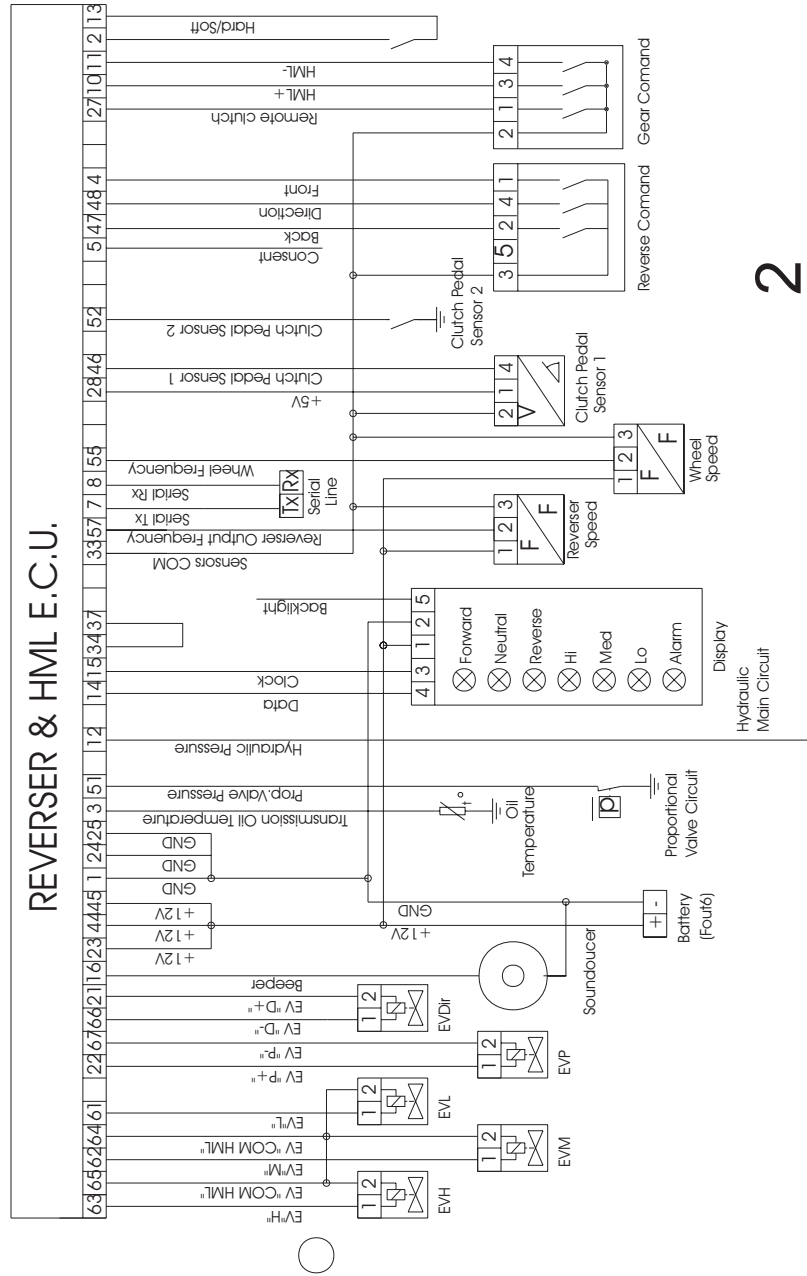 REVERSER & HML E.C.U.
63 65 62 64 61 22 67 66 21 16 23 44 45 1 24 25 3 51 12 14 15 34 37 33 57 7 8 55 28 46 52 5 47 48 4 27 10 11 2 13
EV"H"
EV "COM HML"
EV"M"
EV "COM HML"
EV"L"
EV "P+"
EV "P-"
EV "D-"
EV "D+"
Beeper
+12V
+12V
+12V
GND
GND
GND
Transmission Oil Temperature
Prop.Valve Pressure
Hydraulic Pressure
Data
Clock
Backlight
Sensors COM
Reverser Output Frequency
Serial Tx
Serial Rx
Wheel Frequency
+5V
Clutch Pedal Sensor 1
Clutch Pedal Sensor 2
Consent
Back
Direction
Front
Remote clutch
HML+
HML-
Hard/Soft
1 2
EVH
1 2
EVM
1 2
EVL
1 2
EVP
1 2
EVDir
Soundoucer
+12V
GND
+ -
Battery
(Fout6)
t°
Oil
Temperature
p
Proportional
Valve Circuit
Hydraulic
Main Circuit
4 3 1 2 5
Forward
Neutral
Reverse
Hi
Med
Lo
Alarm
Display
Tx Rx
Serial
Line
1 2 3
F
F
Reverser
Speed
1 2 3
F
F
Wheel
Speed
2 1 4
V
Clutch Pedal
Sensor 1
Clutch Pedal
Sensor 2
3 5 2 4 1
Reverse Comand
2 1 3 4
Gear Comand
2